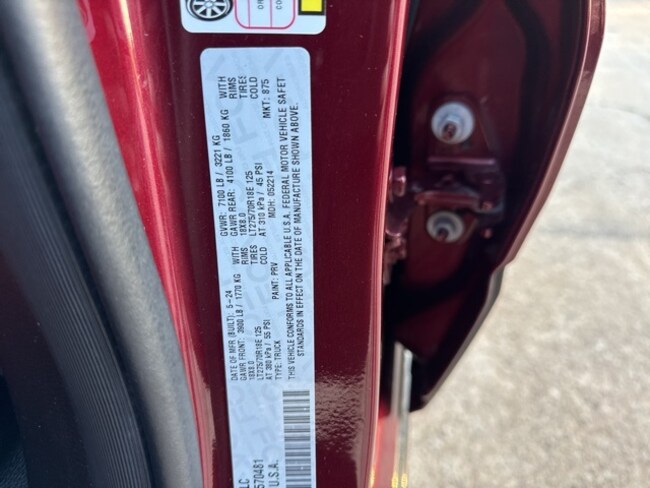 DATE OF MFR (BUILT): 5-24 GVWR: 7100 LB / 3221 KG
GAWR FRONT: 3900 LB / 1770 KG WITH GAWR REAR: 4100 LB / 1860 KG WITH
18X8.0 RIMS 18X8.0 RIMS
LT275/70R18E 125 TIRES LT275/70R18E 125 TIRES
AT 380 kPa / 55 PSI COLD AT 310 kPa / 45 PSI COLD
TYPE: TRUCK PAINT: PRV MDH: 052214 MKT: 875
THIS VEHICLE CONFORMS TO ALL APPLICABLE U.S.A. FEDERAL MOTOR VEHICLE SAFET
STANDARDS IN EFFECT ON THE DATE OF MANUFACTURE SHOWN ABOVE.
LC
570481
U.S.A.